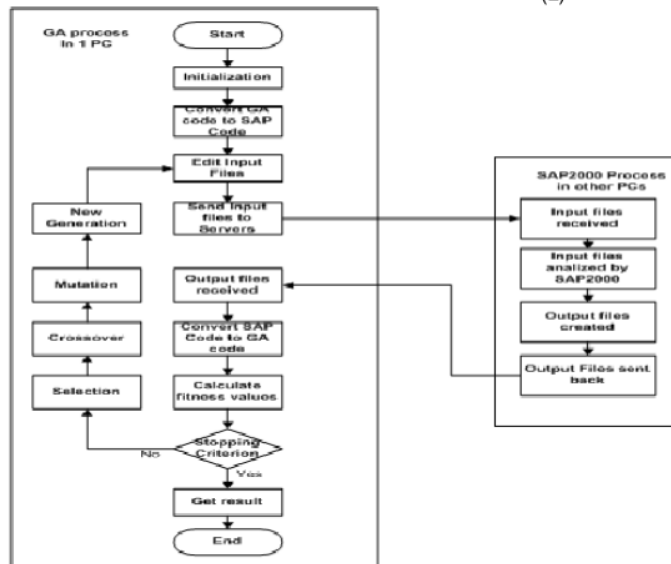 GA process
In 1 PC
Start
Initialization
Convert GA
code to SAP
Code
Edit Input
Files
Send Input
files to
Servers
New
Generation
Mutation
Crossover
Selection
Output files
received
Convert SAP
Code to GA
code
Calculate
fitness values
Stopping
Criterion
No
Yes
Get result
End
SAP2000 Process
in other PCs
Input files
received
Input files
analized by
SAP2000
Output files
created
Output Files sent
back